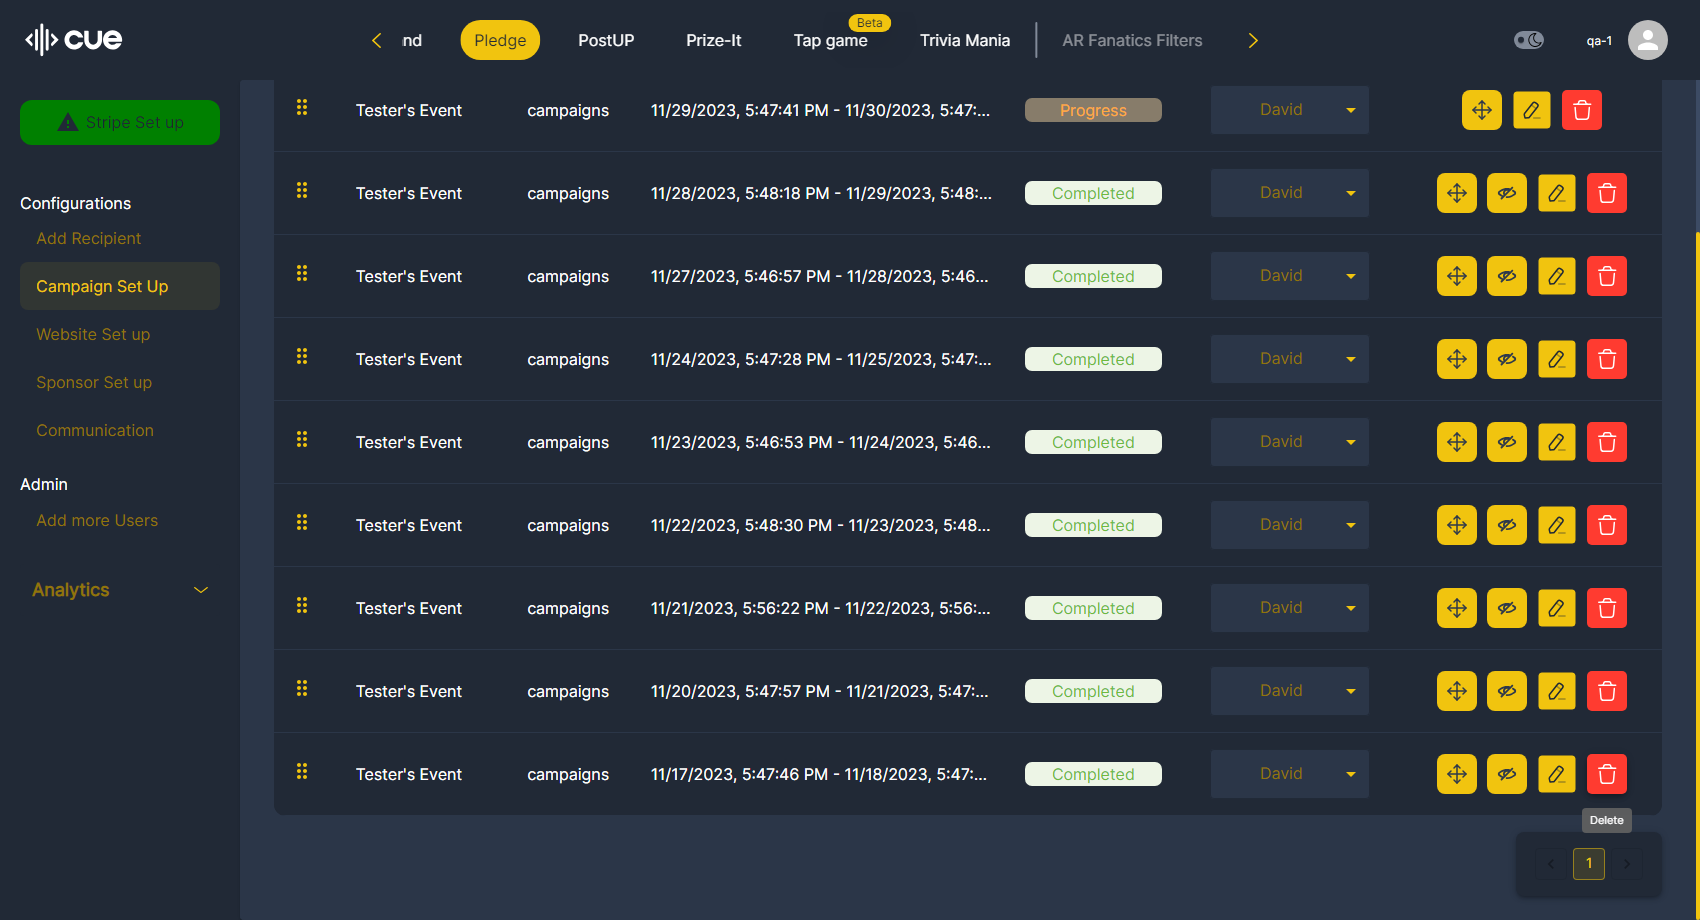 cue
nd
Pledge
PostUP
Prize-It
Beta
Tap game
Trivia Mania
AR Fanatics Filters
qa-1
Stripe Set up
Configurations
Add Recipient
Campaign Set Up
Website Set up
Sponsor Set up
Communication
Admin
Add more Users
Analytics
Tester's Event campaigns 11/29/2023, 5:47:41 PM - 11/30/2023, 5:47:... Progress David
Tester's Event campaigns 11/28/2023, 5:48:18 PM - 11/29/2023, 5:48:... Completed David
Tester's Event campaigns 11/27/2023, 5:46:57 PM - 11/28/2023, 5:46... Completed David
Tester's Event campaigns 11/24/2023, 5:47:28 PM - 11/25/2023, 5:47:... Completed David
Tester's Event campaigns 11/23/2023, 5:46:53 PM - 11/24/2023, 5:46... Completed David
Tester's Event campaigns 11/22/2023, 5:48:30 PM - 11/23/2023, 5:48... Completed David
Tester's Event campaigns 11/21/2023, 5:56:22 PM - 11/22/2023, 5:56:... Completed David
Tester's Event campaigns 11/20/2023, 5:47:57 PM - 11/21/2023, 5:47:... Completed David
Tester's Event campaigns 11/17/2023, 5:47:46 PM - 11/18/2023, 5:47:... Completed David
Delete
1